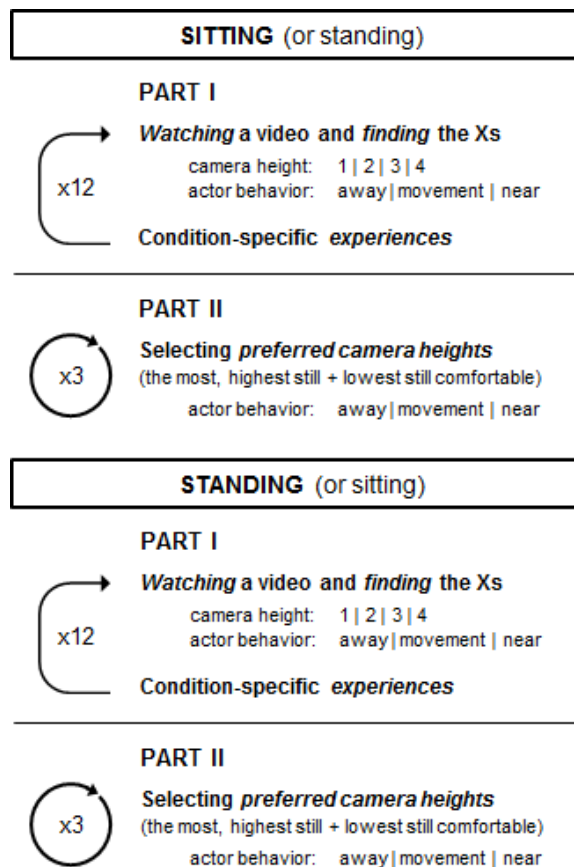 SITTING (or standing)
PART I
Watching a video and finding the Xs
camera height: 1 | 2 | 3 | 4
actor behavior: away | movement | near
x12
Condition-specific experiences
PART II
Selecting preferred camera heights
(the most, highest still + lowest still comfortable)
x3
actor behavior: away | movement | near
STANDING (or sitting)
PART I
Watching a video and finding the Xs
camera height: 1 | 2 | 3 | 4
actor behavior: away | movement | near
x12
Condition-specific experiences
PART II
Selecting preferred camera heights
(the most, highest still + lowest still comfortable)
x3
actor behavior: away | movement | near